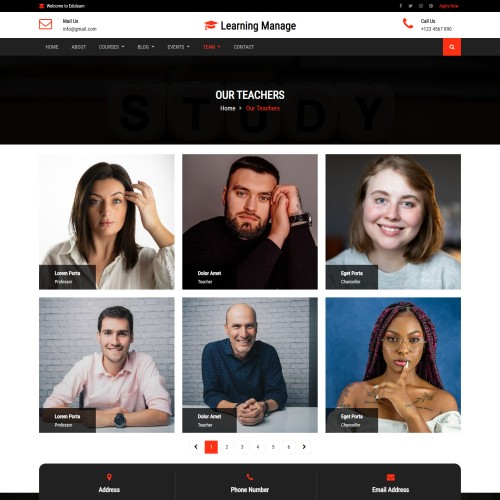 Welcome to Edulearn
Apply Now
Mail Us
info@gmail.com
Learning Manage
Call Us
+123 4567 890
HOME ABOUT COURSES BLOG EVENTS TEAM CONTACT
STUDY
OUR TEACHERS
Home Our Teachers
Lorem Porta
Professor
Dolor Amet
Teacher
Eget Porta
Chancellor
Lorem Porta
Professor
Dolor Amet
Teacher
Eget Porta
Chancellor
1 2 3 4 5 6
Address
Phone Number
Email Address